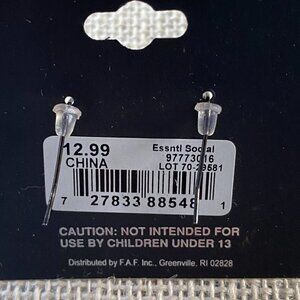 12.99
CHINA
Essntl Social
97773016
LOT 70-29581
7 27833 88548 1
CAUTION: NOT INTENDED FOR
USE BY CHILDREN UNDER 13
Distributed by F.A.F. Inc., Greenville, RI 02828